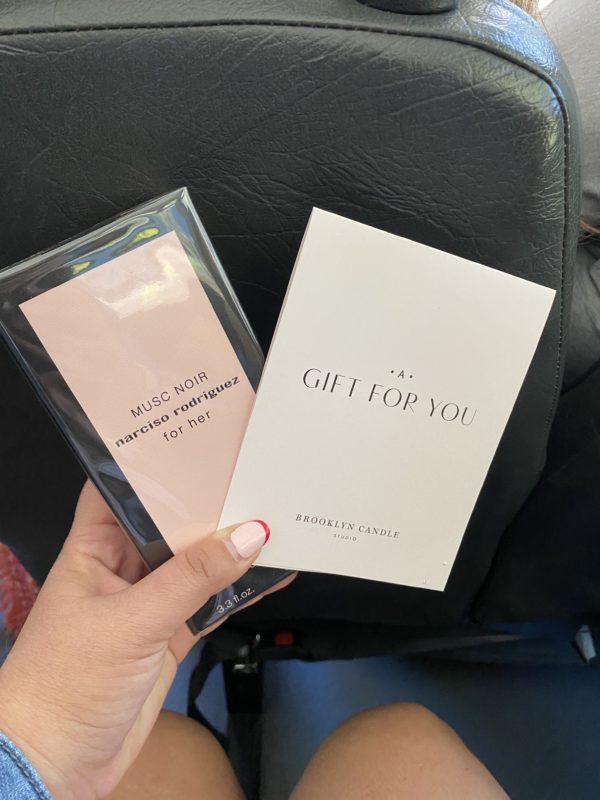 MUSC NOIR
narciso rodriguez
for her
3.3 fl.oz.
• A •
GIFT FOR YOU
BROOKLYN CANDLE
STUDIO